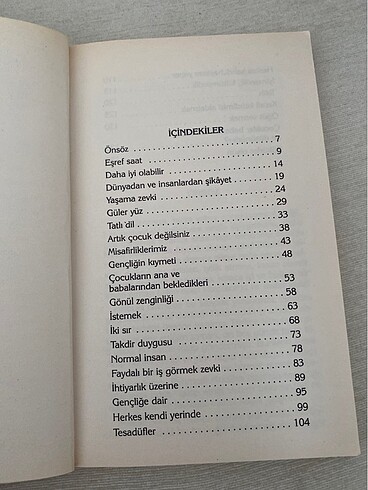 İÇİNDEKİLER
Önsöz . . . . . . . . . . . . . . . . . . . . . . . . 7
Eşref saat . . . . . . . . . . . . . . . . . . . . . 9
Daha iyi olabilir . . . . . . . . . . . . . . . . . 14
Dünyadan ve insanlardan şikâyet . . . . . . . . 19
Yaşama zevki . . . . . . . . . . . . . . . . . . . 24
Güler yüz . . . . . . . . . . . . . . . . . . . . . 29
Tatlı dil . . . . . . . . . . . . . . . . . . . . . . 33
Artık çocuk değilsiniz . . . . . . . . . . . . . . 38
Misafirliklerimiz . . . . . . . . . . . . . . . . . 43
Gençliğin kıymeti . . . . . . . . . . . . . . . . 48
Çocukların ana ve
babalarından bekledikleri . . . . . . . . . . . . 53
Gönül zenginliği . . . . . . . . . . . . . . . . . 58
İstemek . . . . . . . . . . . . . . . . . . . . . . 63
İki sır . . . . . . . . . . . . . . . . . . . . . . . 68
Takdir duygusu . . . . . . . . . . . . . . . . . . 73
Normal insan . . . . . . . . . . . . . . . . . . . 78
Faydalı bir iş görmek zevki . . . . . . . . . . . 83
İhtiyarlık üzerine . . . . . . . . . . . . . . . . . 89
Gençliğe dair . . . . . . . . . . . . . . . . . . . 95
Herkes kendi yerinde . . . . . . . . . . . . . . . 99
Tesadüfler . . . . . . . . . . . . . . . . . . . . . 104